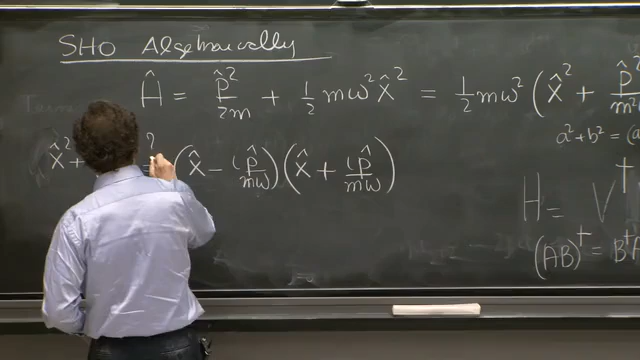 SHO Algebraically
Ĥ = p̂²/2m + 1/2 mω² x̂² = 1/2 mω² (x̂² + p̂²/m²
a² + b² = (a
x̂² + =? (x̂ - ip̂/mω)(x̂ + ip̂/mω)
H = V†
(AB)† = B†A